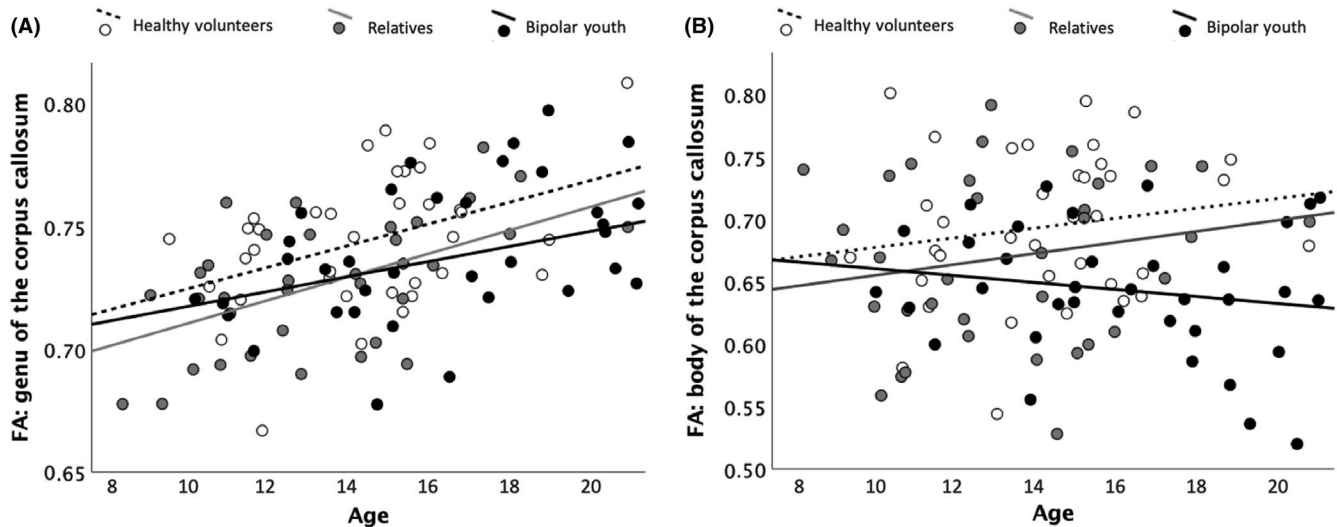 (A)
Healthy volunteers
Relatives
Bipolar youth
FA: genu of the corpus callosum
0.80
0.75
0.70
0.65
8 10 12 14 16 18 20
Age
(B)
Healthy volunteers
Relatives
Bipolar youth
FA: body of the corpus callosum
0.80
0.75
0.70
0.65
0.60
0.55
0.50
8 10 12 14 16 18 20
Age